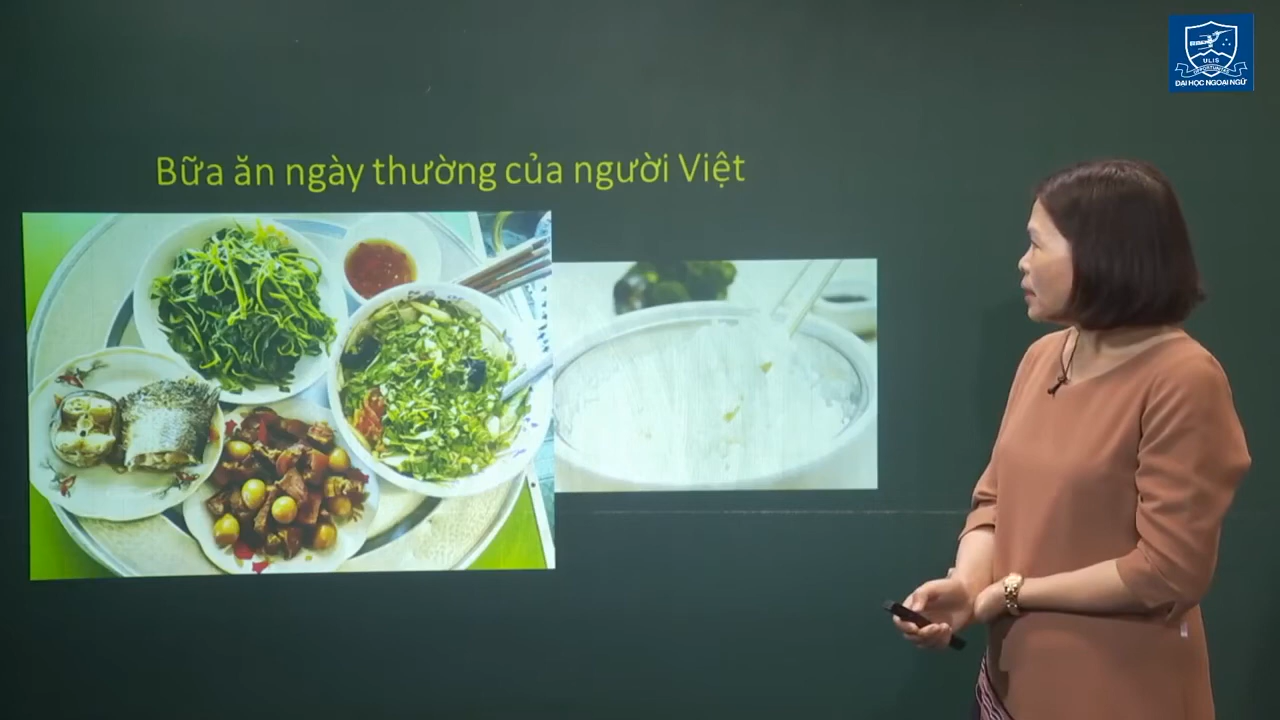 Bữa ăn ngày thường của người Việt
ULIS
ĐẠI HỌC NGOẠI NGỮ